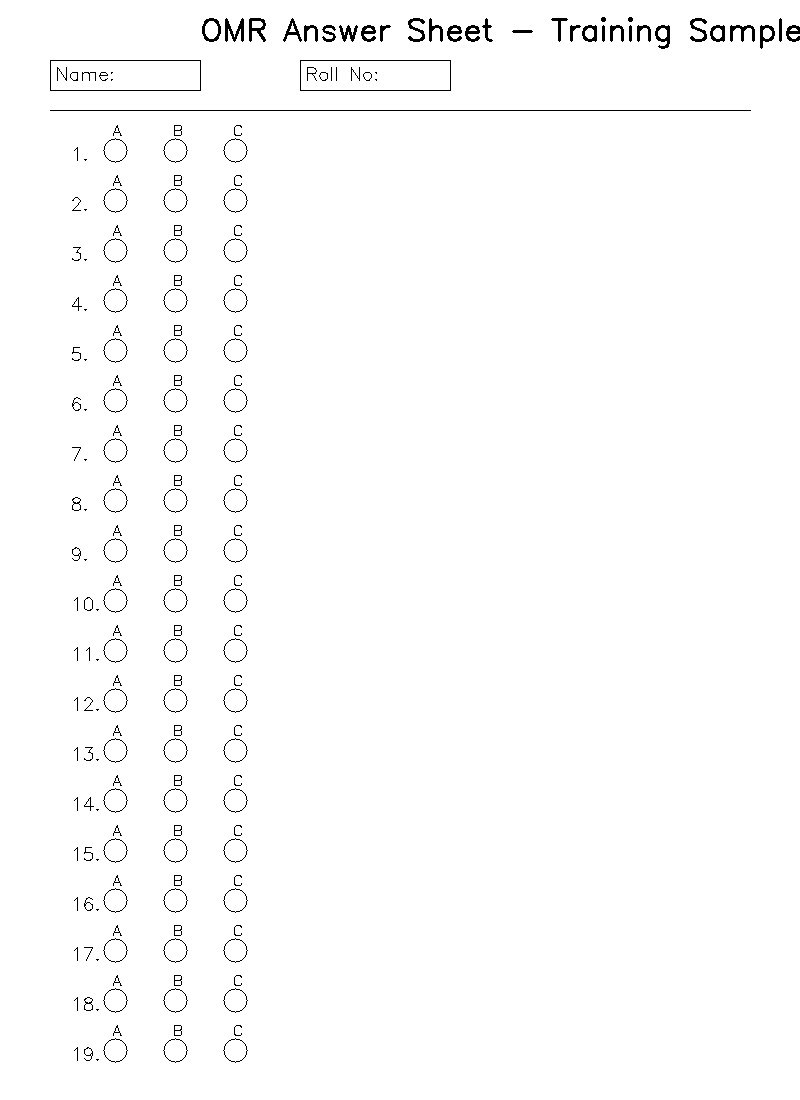 OMR Answer Sheet - Training Sample
Name: Roll No:
A B C
1.
A B C
2.
A B C
3.
A B C
4.
A B C
5.
A B C
6.
A B C
7.
A B C
8.
A B C
9.
A B C
10.
A B C
11.
A B C
12.
A B C
13.
A B C
14.
A B C
15.
A B C
16.
A B C
17.
A B C
18.
A B C
19.